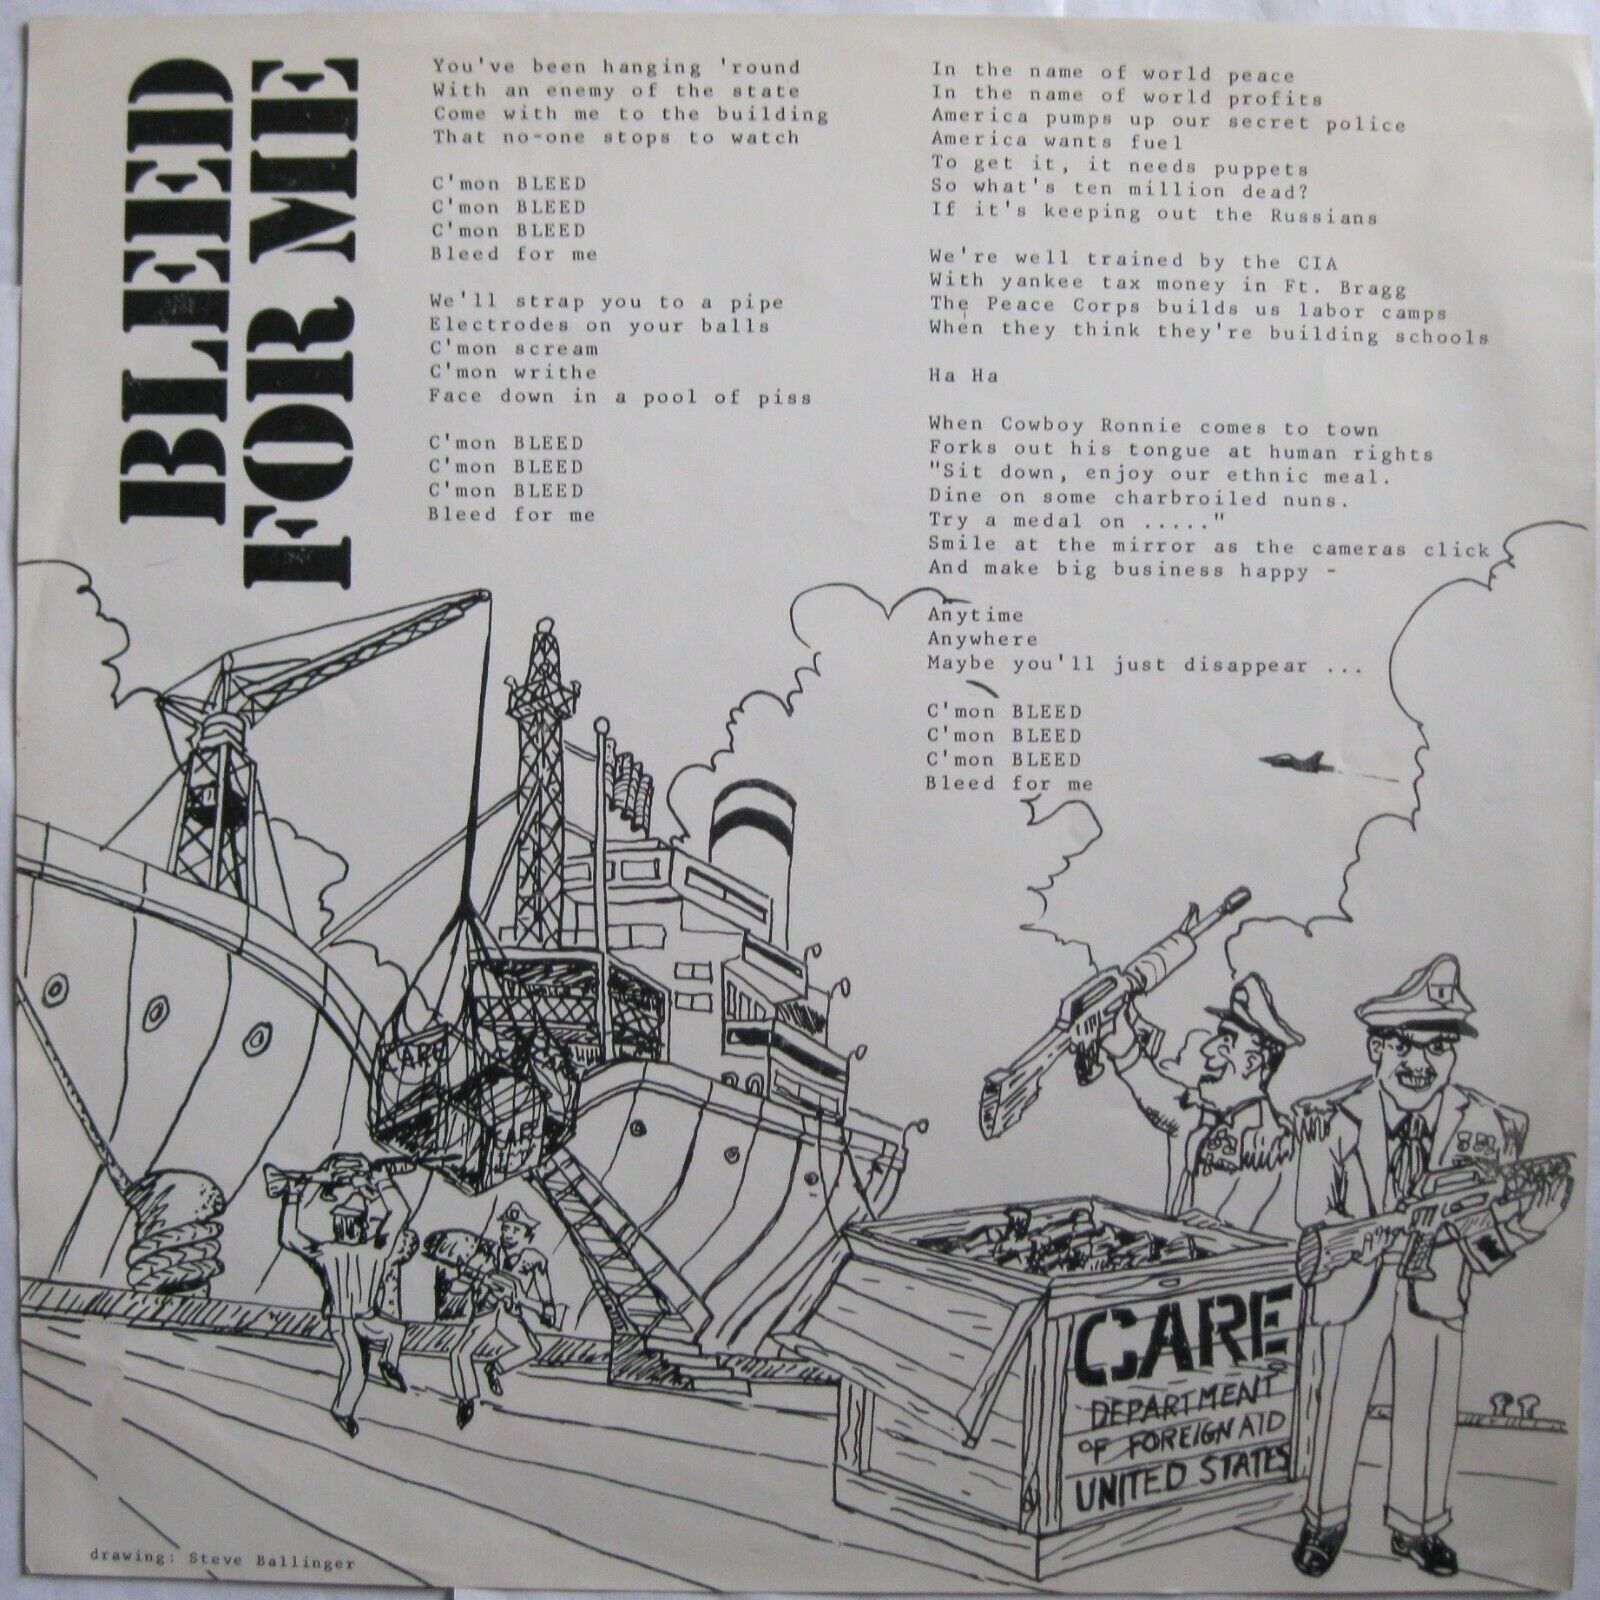 BLEED
FOR ME
You've been hanging 'round
With an enemy of the state
Come with me to the building
That no-one stops to watch
C'mon BLEED
C'mon BLEED
C'mon BLEED
Bleed for me
We'll strap you to a pipe
Electrodes on your balls
C'mon scream
C'mon writhe
Face down in a pool of piss
C'mon BLEED
C'mon BLEED
C'mon BLEED
Bleed for me
In the name of world peace
In the name of world profits
America pumps up our secret police
America wants fuel
To get it, it needs puppets
So what's ten million dead?
If it's keeping out the Russians
We're well trained by the CIA
With yankee tax money in Ft. Bragg
The Peace Corps builds us labor camps
When they think they're building schools
Ha Ha
When Cowboy Ronnie comes to town
Forks out his tongue at human rights
"Sit down, enjoy our ethnic meal.
Dine on some charbroiled nuns.
Try a medal on ....."
Smile at the mirror as the cameras click
And make big business happy -
Anytime
Anywhere
Maybe you'll just disappear ...
C'mon BLEED
C'mon BLEED
C'mon BLEED
Bleed for me
CARE
CARE
DEPARTMENT
OF FOREIGN AID
UNITED STATES
drawing: Steve Ballinger